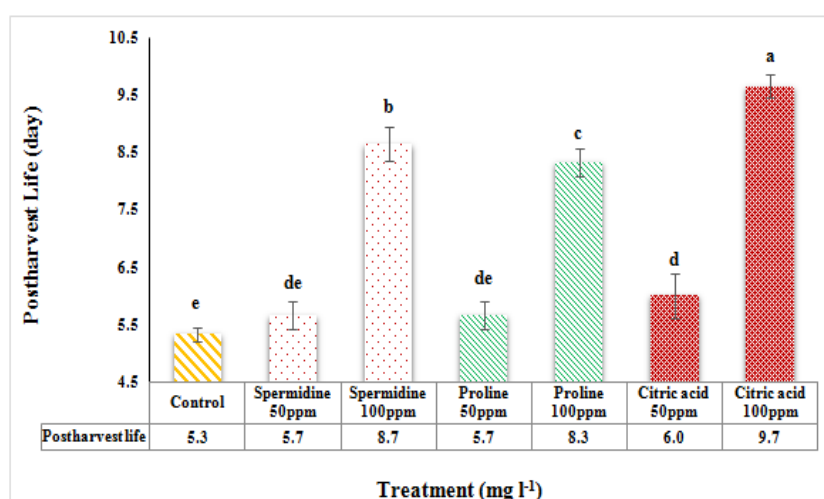 10.5
9.5
8.5
7.5
6.5
5.5
4.5
Postharvest Life (day)
e
de
b
de
c
d
a
Control
Spermidine
50ppm
Spermidine
100ppm
Proline
50ppm
Proline
100ppm
Citric acid
50ppm
Citric acid
100ppm
Postharvest life 5.3 5.7 8.7 5.7 8.3 6.0 9.7
Treatment (mg l⁻¹)